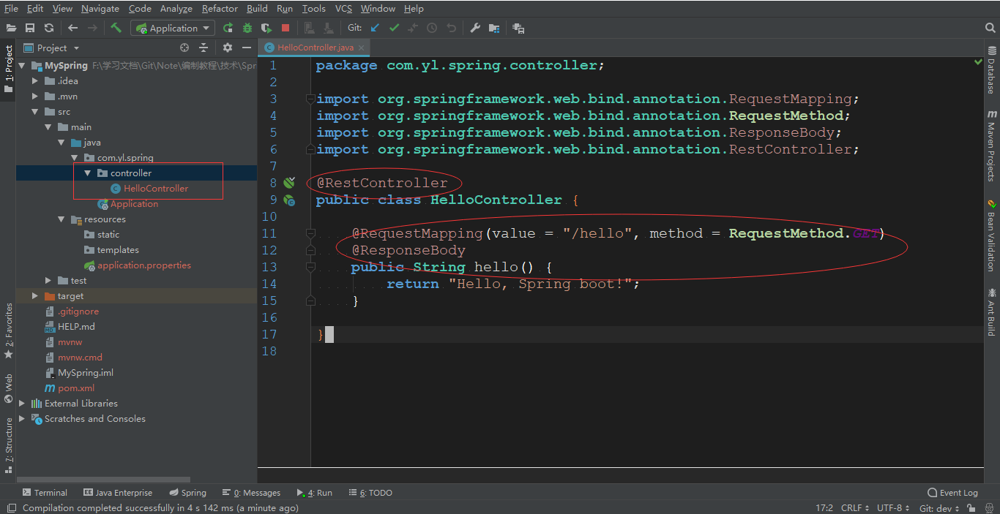 File Edit View Navigate Code Analyze Refactor Build Run Tools VCS Window Help
Application Git:
1: Project
2: Favorites
Web
7: Structure
Project
MySpring F:\学习文档\Git\Note\编制教程\技术\Spr
.idea
.mvn
src
main
java
com.yl.spring
controller
HelloController
Application
resources
static
templates
application.properties
test
target
.gitignore
HELP.md
mvnw
mvnw.cmd
MySpring.iml
pom.xml
External Libraries
Scratches and Consoles
HelloController.java
1 package com.yl.spring.controller;
2
3 import org.springframework.web.bind.annotation.RequestMapping;
4 import org.springframework.web.bind.annotation.RequestMethod;
5 import org.springframework.web.bind.annotation.ResponseBody;
6 import org.springframework.web.bind.annotation.RestController;
7
8 @RestController
9 public class HelloController {
10
11 @RequestMapping(value = "/hello", method = RequestMethod.GET)
12 @ResponseBody
13 public String hello() {
14 return "Hello, Spring boot!";
15 }
16
17 }
18
Database
Maven Projects
Bean Validation
Ant Build
Terminal Java Enterprise Spring 0: Messages 4: Run 6: TODO Event Log
Compilation completed successfully in 4 s 142 ms (a minute ago) 17:2 CRLF UTF-8 Git: dev